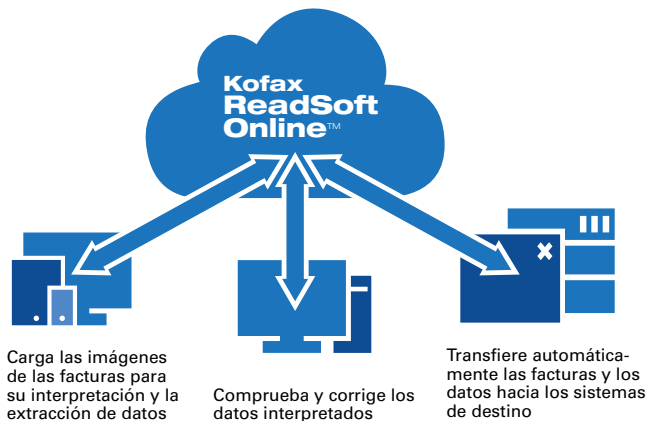 Kofax
ReadSoft
Online™
Carga las imágenes
de las facturas para
su interpretación y la
extracción de datos
Comprueba y corrige los
datos interpretados
Transfiere automática-
mente las facturas y los
datos hacia los sistemas
de destino